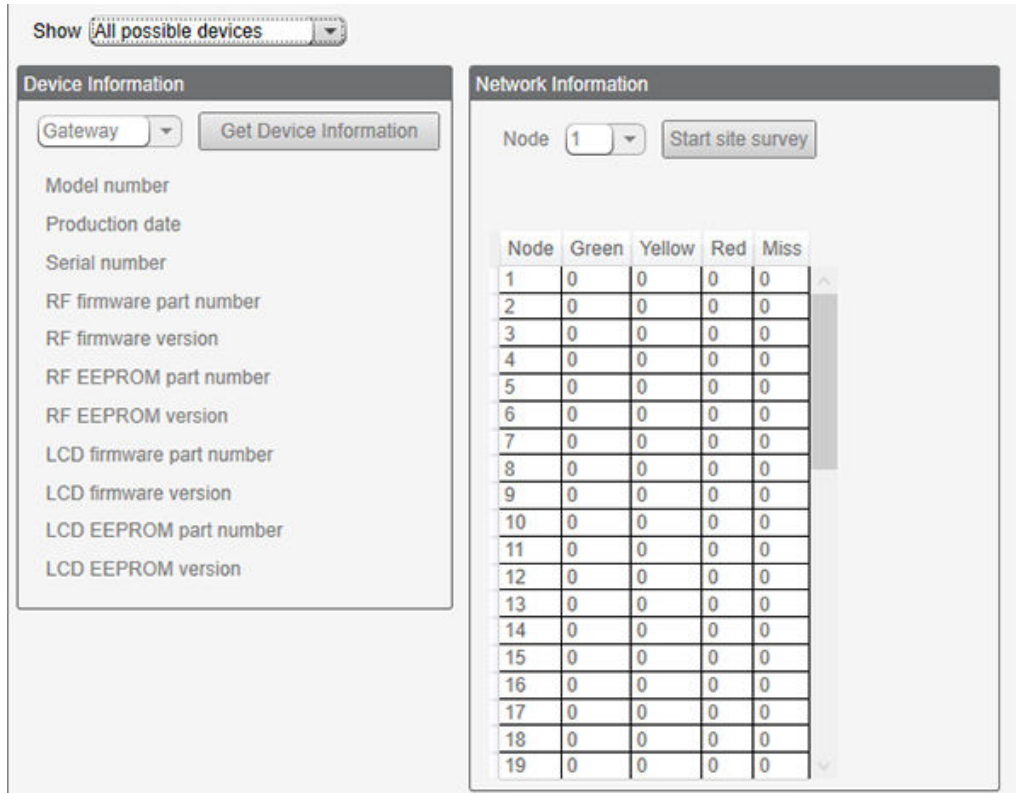 Show All possible devices
Device Information
Gateway Get Device Information
Model number
Production date
Serial number
RF firmware part number
RF firmware version
RF EEPROM part number
RF EEPROM version
LCD firmware part number
LCD firmware version
LCD EEPROM part number
LCD EEPROM version
Network Information
Node 1 Start site survey
Node Green Yellow Red Miss
1 0 0 0 0
2 0 0 0 0
3 0 0 0 0
4 0 0 0 0
5 0 0 0 0
6 0 0 0 0
7 0 0 0 0
8 0 0 0 0
9 0 0 0 0
10 0 0 0 0
11 0 0 0 0
12 0 0 0 0
13 0 0 0 0
14 0 0 0 0
15 0 0 0 0
16 0 0 0 0
17 0 0 0 0
18 0 0 0 0
19 0 0 0 0